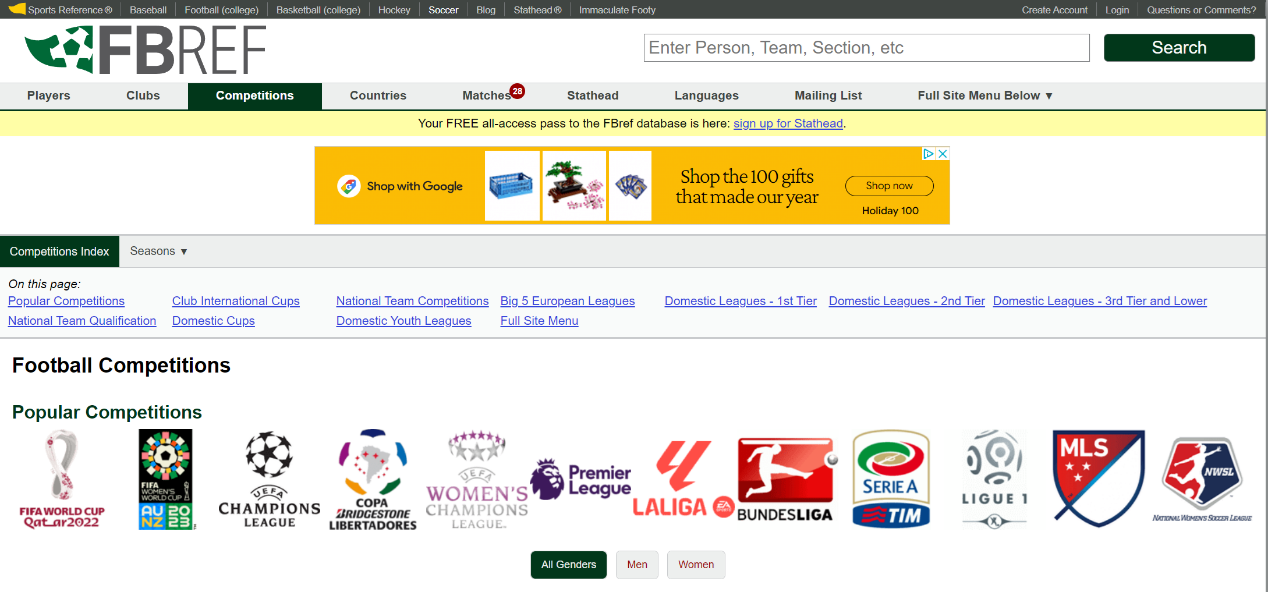 Sports Reference ® Baseball Football (college) Basketball (college) Hockey Soccer Blog Stathead ® Immaculate Footy Create Account Login Questions or Comments?
FBREF
Enter Person, Team, Section, etc Search
Players Clubs Competitions Countries Matches 28 Stathead Languages Mailing List Full Site Menu Below ▼
Your FREE all-access pass to the FBref database is here: sign up for Stathead.
Shop with Google
Shop the 100 gifts
that made our year
Shop now
Holiday 100
Competitions Index Seasons ▼
On this page:
Popular Competitions Club International Cups National Team Competitions Big 5 European Leagues Domestic Leagues - 1st Tier Domestic Leagues - 2nd Tier Domestic Leagues - 3rd Tier and Lower
National Team Qualification Domestic Cups Domestic Youth Leagues Full Site Menu
Football Competitions
Popular Competitions
FIFA WORLD CUP
Qatar2022
FIFA
WOMEN'S
WORLD CUP
AU 20
NZ 23
UEFA
CHAMPIONS
LEAGUE
COPA
BRIDGESTONE
LIBERTADORES
UEFA
WOMEN'S
CHAMPIONS
LEAGUE
Premier
League
LALIGA
EA
SPORTS
BUNDESLIGA
SERIE A
TIM
LIGUE 1
MLS
NWSL
NATIONAL WOMEN'S SOCCER LEAGUE
All Genders Men Women